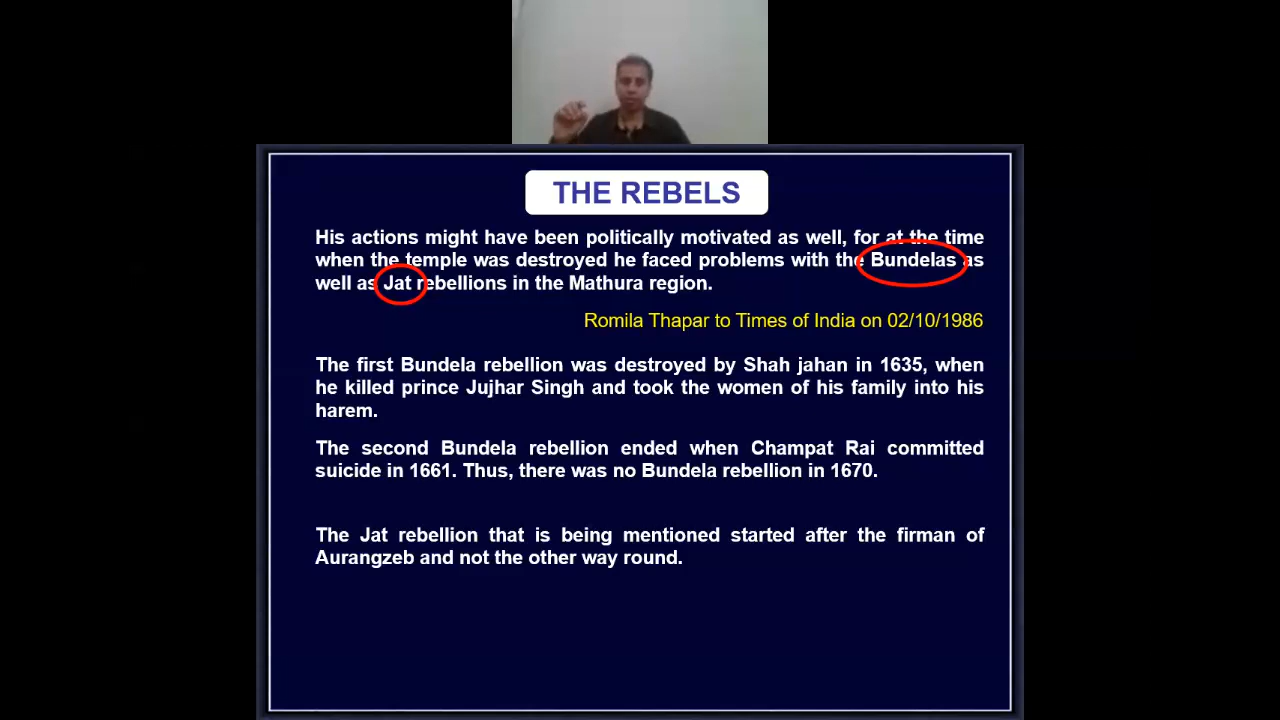 THE REBELS
His actions might have been politically motivated as well, for at the time
when the temple was destroyed he faced problems with the Bundelas as
well as Jat rebellions in the Mathura region.
Romila Thapar to Times of India on 02/10/1986
The first Bundela rebellion was destroyed by Shah jahan in 1635, when
he killed prince Jujhar Singh and took the women of his family into his
harem.
The second Bundela rebellion ended when Champat Rai committed
suicide in 1661. Thus, there was no Bundela rebellion in 1670.
The Jat rebellion that is being mentioned started after the firman of
Aurangzeb and not the other way round.